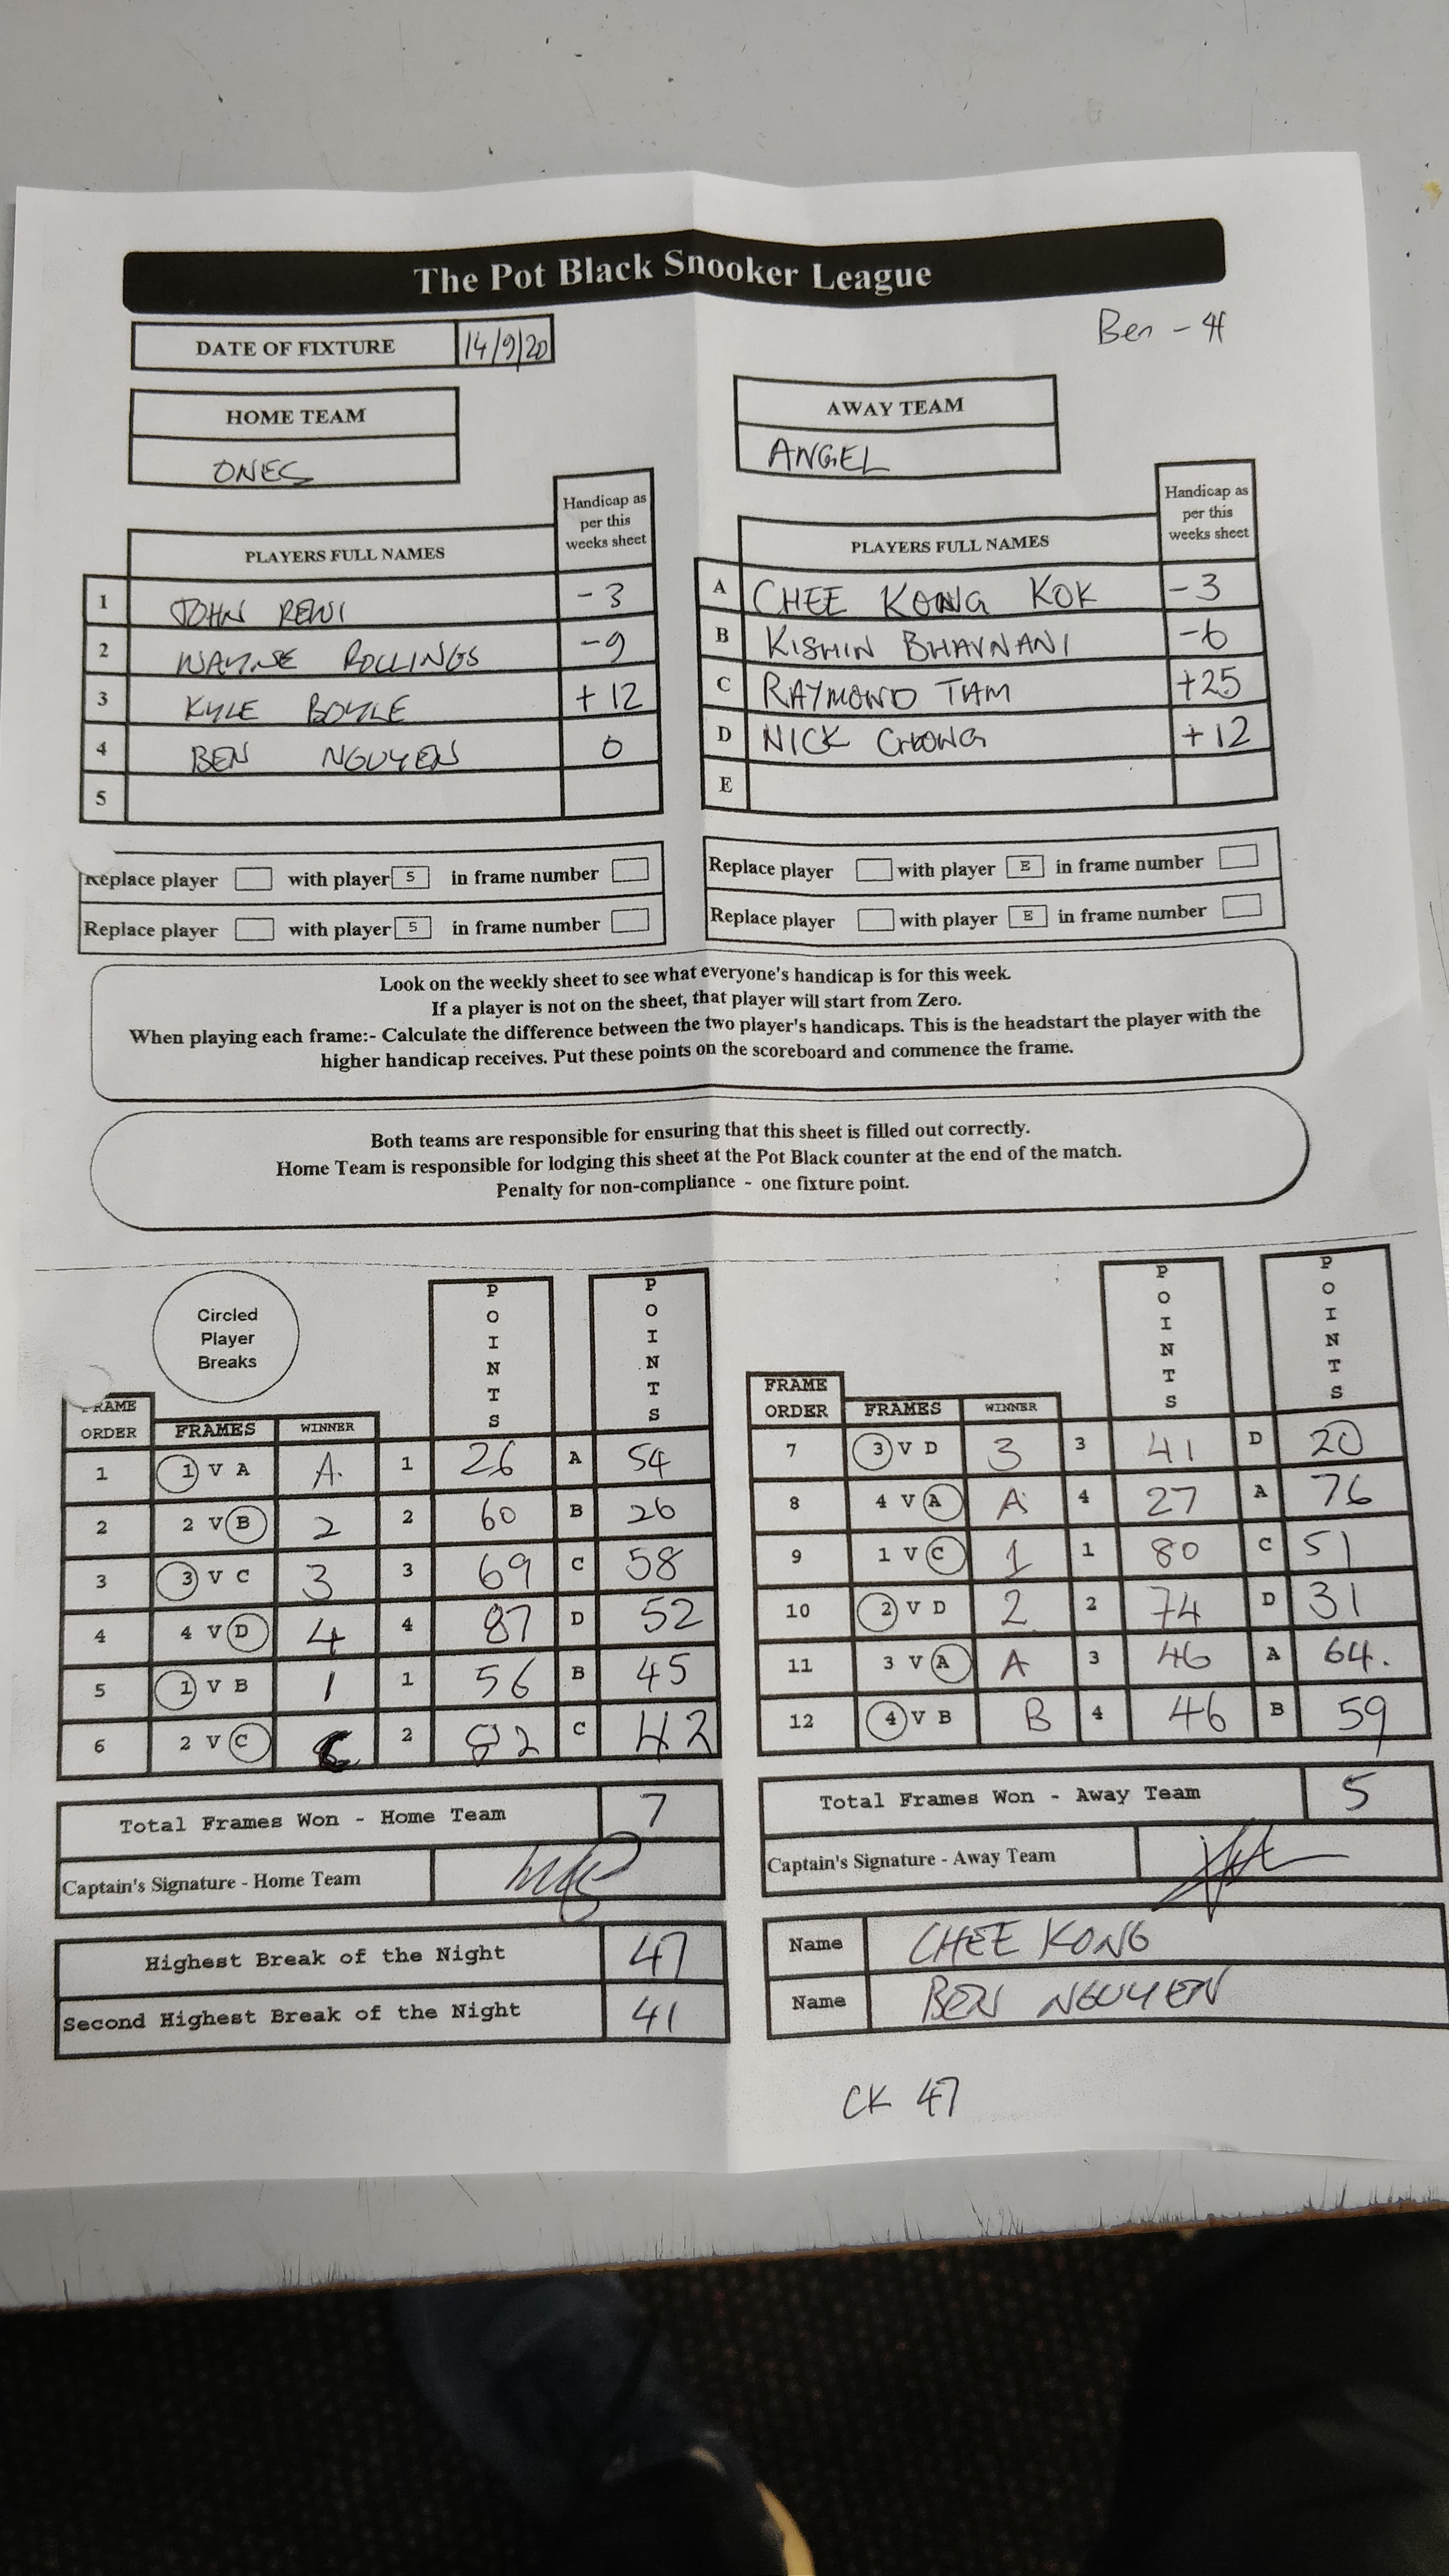 The Pot Black Snooker League
Ben - 41
DATE OF FIXTURE 14/9/20
HOME TEAM
ONES
AWAY TEAM
ANGEL
PLAYERS FULL NAMES Handicap as per this weeks sheet
1 JOHN REWI -3
2 WAYNE ROLLINGS -9
3 KYLE BOYLE +12
4 BEN NGUYEN 0
5
PLAYERS FULL NAMES Handicap as per this weeks sheet
A CHEE KONG KOK -3
B KISHIN BHAVNANI -6
C RAYMOND TAM +25
D NICK CHONG +12
E
Replace player with player 5 in frame number
Replace player with player 5 in frame number
Replace player with player E in frame number
Replace player with player E in frame number
Look on the weekly sheet to see what everyone's handicap is for this week.
If a player is not on the sheet, that player will start from Zero.
When playing each frame:- Calculate the difference between the two player's handicaps. This is the headstart the player with the
higher handicap receives. Put these points on the scoreboard and commence the frame.
Both teams are responsible for ensuring that this sheet is filled out correctly.
Home Team is responsible for lodging this sheet at the Pot Black counter at the end of the match.
Penalty for non-compliance - one fixture point.
Circled
Player
Breaks
FRAME ORDER FRAMES WINNER POINTS POINTS
1 1 V A A. 1 26 A 54
2 2 V B 2 2 60 B 26
3 3 V C 3 3 69 C 58
4 4 V D 4 4 87 D 52
5 1 V B 1 1 56 B 45
6 2 V C 2 82 C 42
FRAME ORDER FRAMES WINNER POINTS POINTS
7 3 V D 3 3 41 D 20
8 4 V A A 4 27 A 76
9 1 V C 1 1 80 C 51
10 2 V D 2 2 74 D 31
11 3 V A A 3 46 A 64.
12 4 V B B 4 46 B 59
Total Frames Won - Home Team 7
Captain's Signature - Home Team
Total Frames Won - Away Team 5
Captain's Signature - Away Team
Highest Break of the Night 47 Name CHEE KONG
Second Highest Break of the Night 41 Name BEN NGUYEN
CK 47